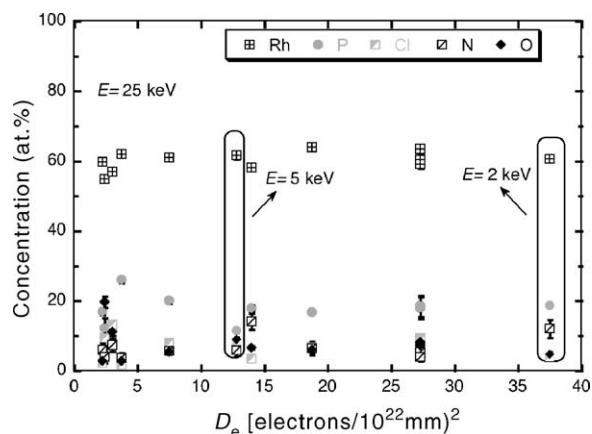 100
80
60
40
20
0
Concentration (at.%)
Rh P Cl N O
E= 25 keV
E= 5 keV
E= 2 keV
0 5 10 15 20 25 30 35 40
Dₑ [electrons/10²²mm)²